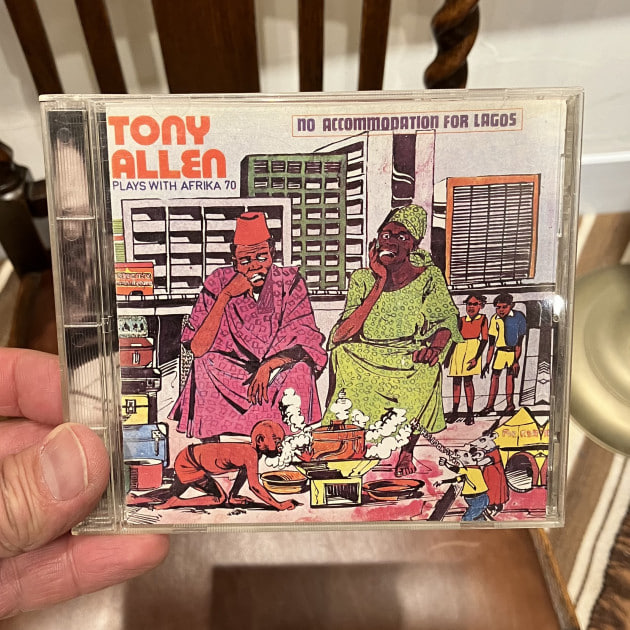 TONY
ALLEN
PLAYS WITH AFRIKA 70
NO ACCOMMODATION FOR LAGOS